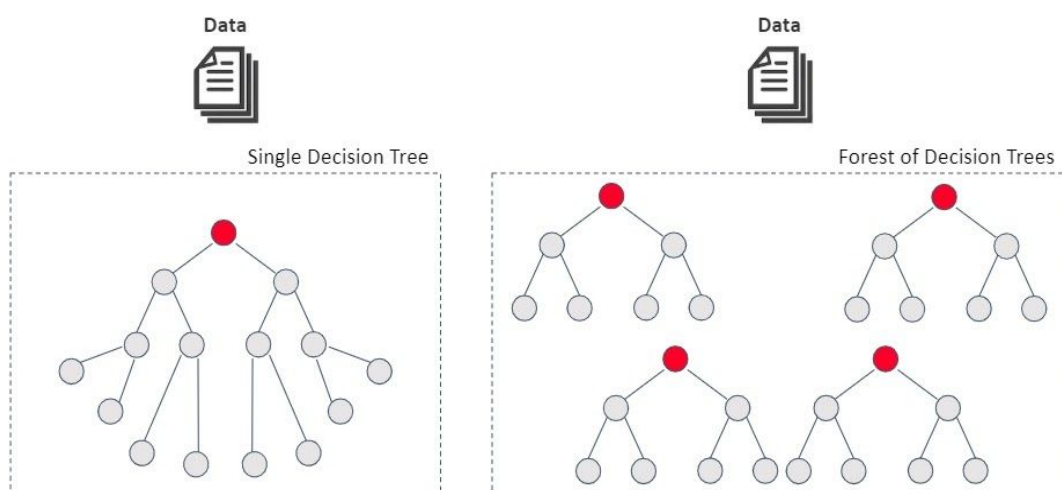 Data
Data
Single Decision Tree
Forest of Decision Trees